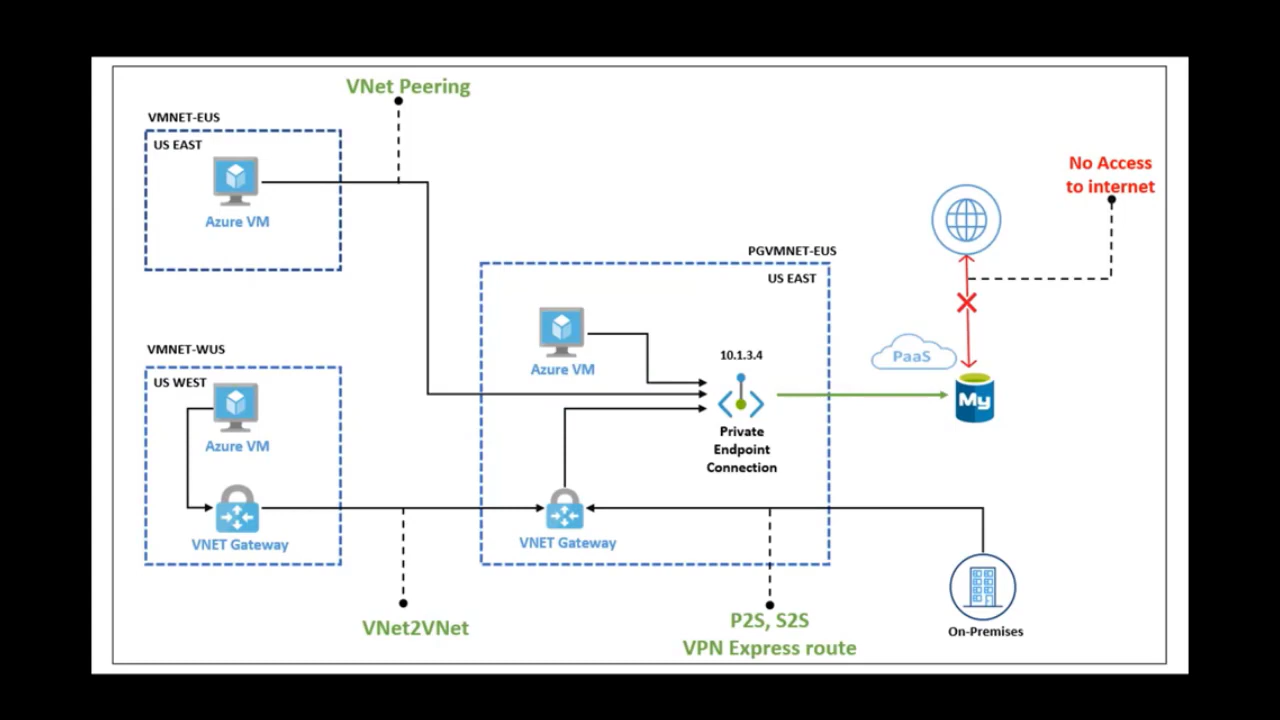 VNet Peering
VMNET-EUS
US EAST
Azure VM
No Access
to internet
PGVMNET-EUS
US EAST
Azure VM
10.1.3.4
PaaS
My
Private
Endpoint
Connection
VMNET-WUS
US WEST
Azure VM
VNET Gateway
VNET Gateway
VNet2VNet
P2S, S2S
VPN Express route
On-Premises